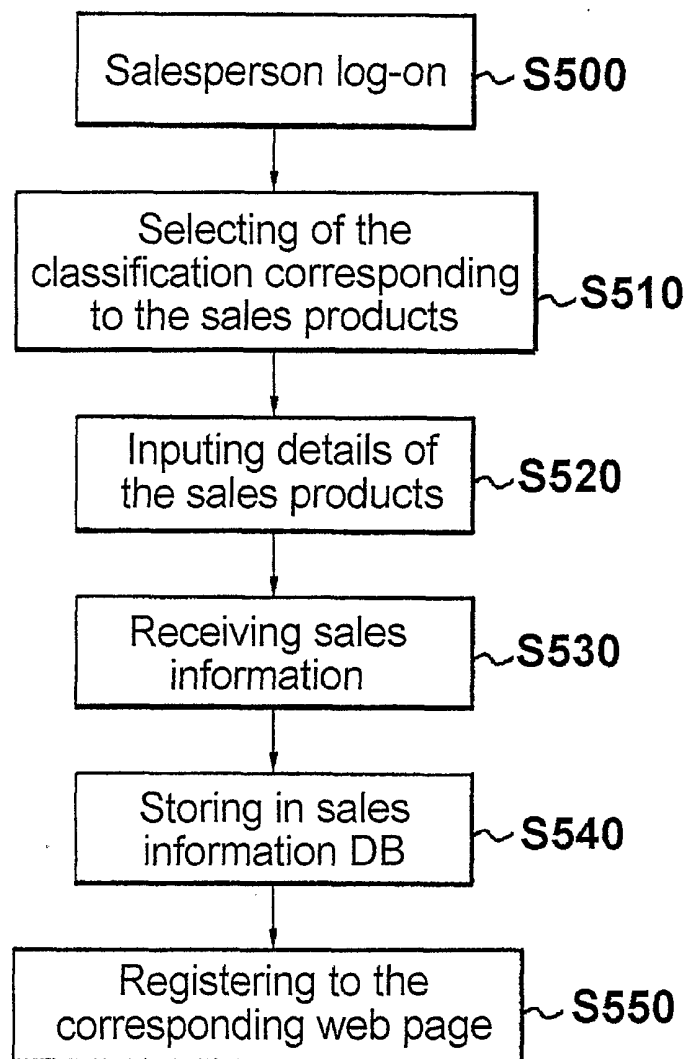 Salesperson log-on
S500
Selecting of the
classification corresponding
to the sales products
S510
Inputing details of
the sales products
S520
Receiving sales
information
S530
Storing in sales
information DB
S540
Registering to the
corresponding web page
S550